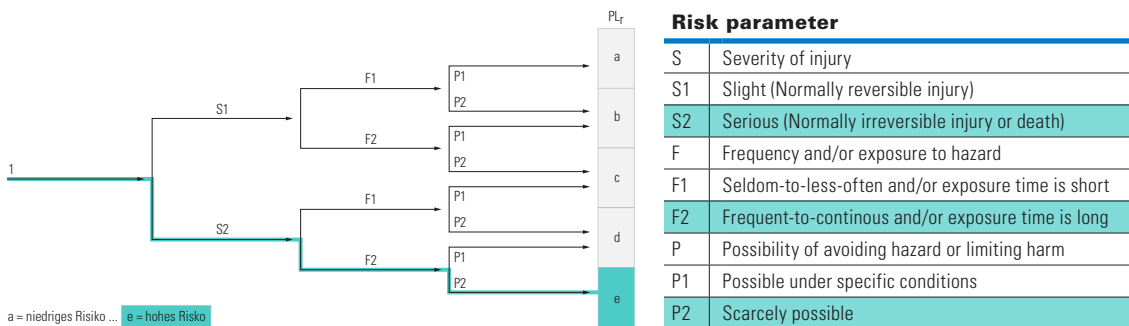 PLr
a
F1
P1
P2
S1
b
F2
P1
P2
1
c
F1
P1
P2
S2
d
F2
P1
P2
e
a = niedriges Risiko ... e = hohes Risko
Risk parameter
S Severity of injury
S1 Slight (Normally reversible injury)
S2 Serious (Normally irreversible injury or death)
F Frequency and/or exposure to hazard
F1 Seldom-to-less-often and/or exposure time is short
F2 Frequent-to-continous and/or exposure time is long
P Possibility of avoiding hazard or limiting harm
P1 Possible under specific conditions
P2 Scarcely possible